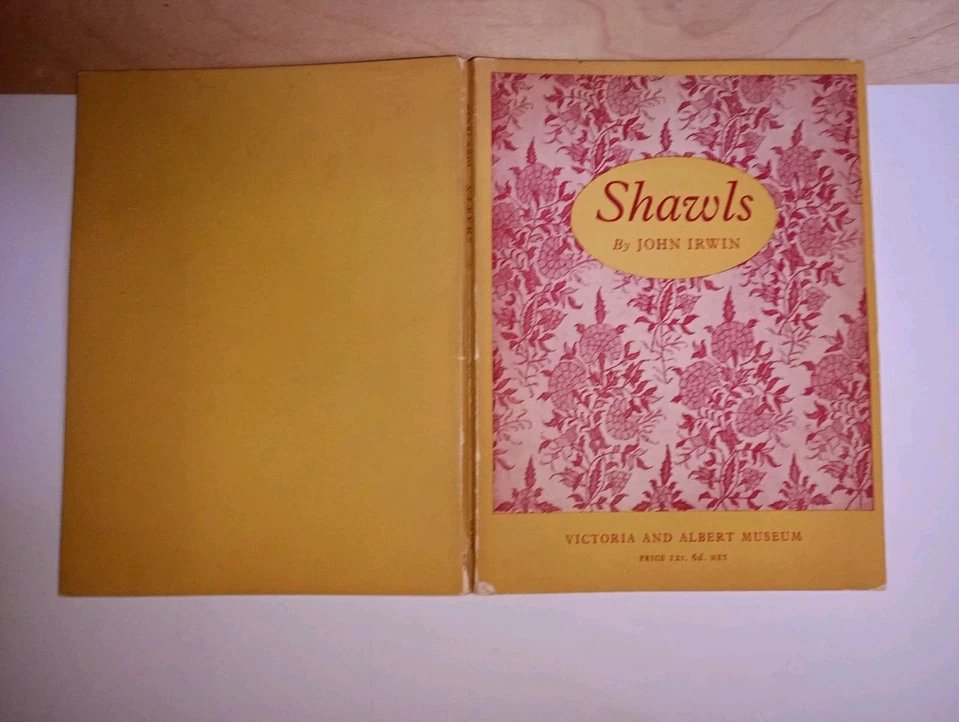 Shawls
By JOHN IRWIN
VICTORIA AND ALBERT MUSEUM
PRICE 12s. 6d. NET